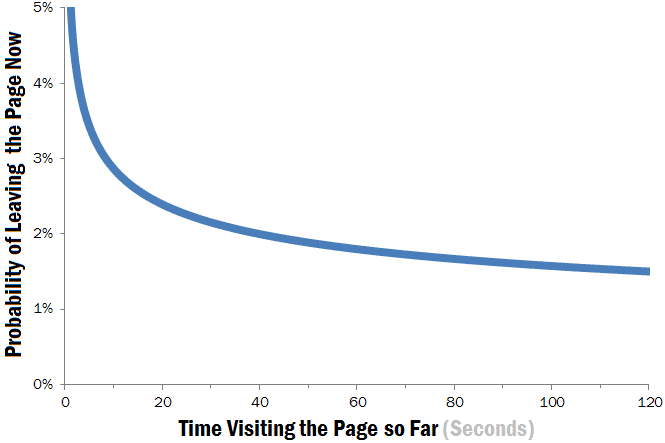 Probability of Leaving the Page Now
5%
4%
3%
2%
1%
0%
0 20 40 60 80 100 120
Time Visiting the Page so Far (Seconds)